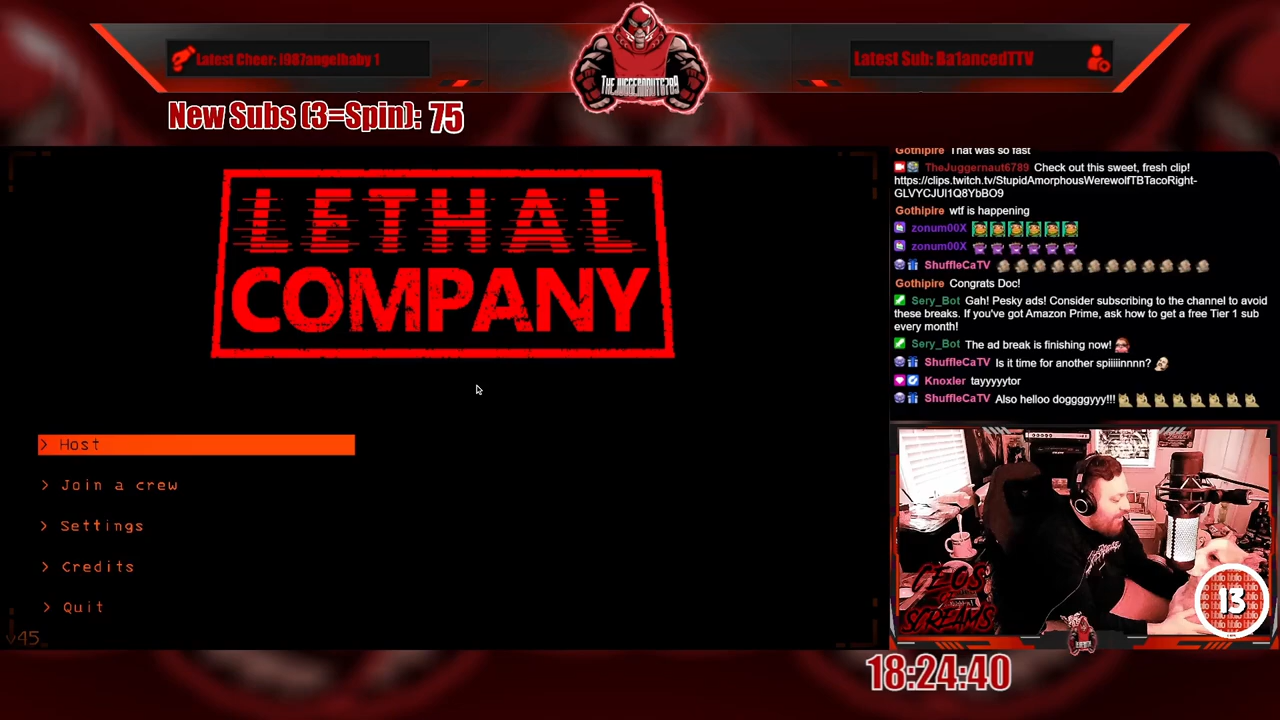 Latest Cheer: i987angelbaby 1
THEJUGGERNAUT6789
Latest Sub: Ba1ancedTTV
New Subs (3=Spin): 75
LETHAL
COMPANY
> Host
> Join a crew
> Settings
> Credits
> Quit
v45
Gothipire That was so fast
TheJuggernaut6789 Check out this sweet, fresh clip!
https://clips.twitch.tv/StupidAmorphousWerewolfTBTacoRight-
GLVYCJUI1Q8YbBO9
Gothipire wtf is happening
zonum00X
zonum00X
ShuffleCaTV
Gothipire Congrats Doc!
Sery_Bot Gah! Pesky ads! Consider subscribing to the channel to avoid
these breaks. If you've got Amazon Prime, ask how to get a free Tier 1 sub
every month!
Sery_Bot The ad break is finishing now!
ShuffleCaTV Is it time for another spiiiiinnnn?
Knoxler tayyyyytor
ShuffleCaTV Also helloo doggggyyy!!!
CEOS
SCREAMS
13
18:24:40